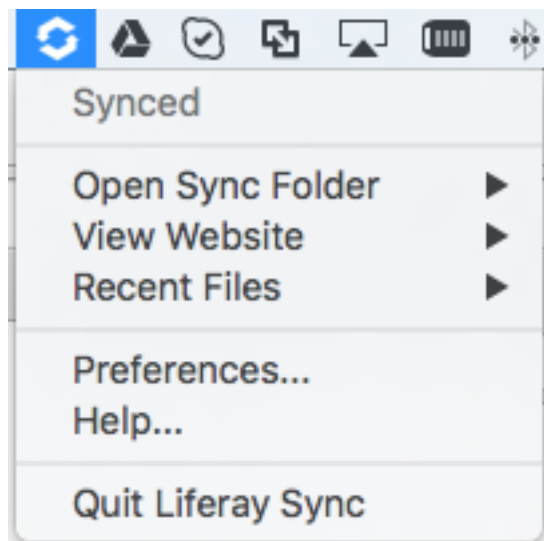 Synced
Open Sync Folder
View Website
Recent Files
Preferences...
Help...
Quit Liferay Sync